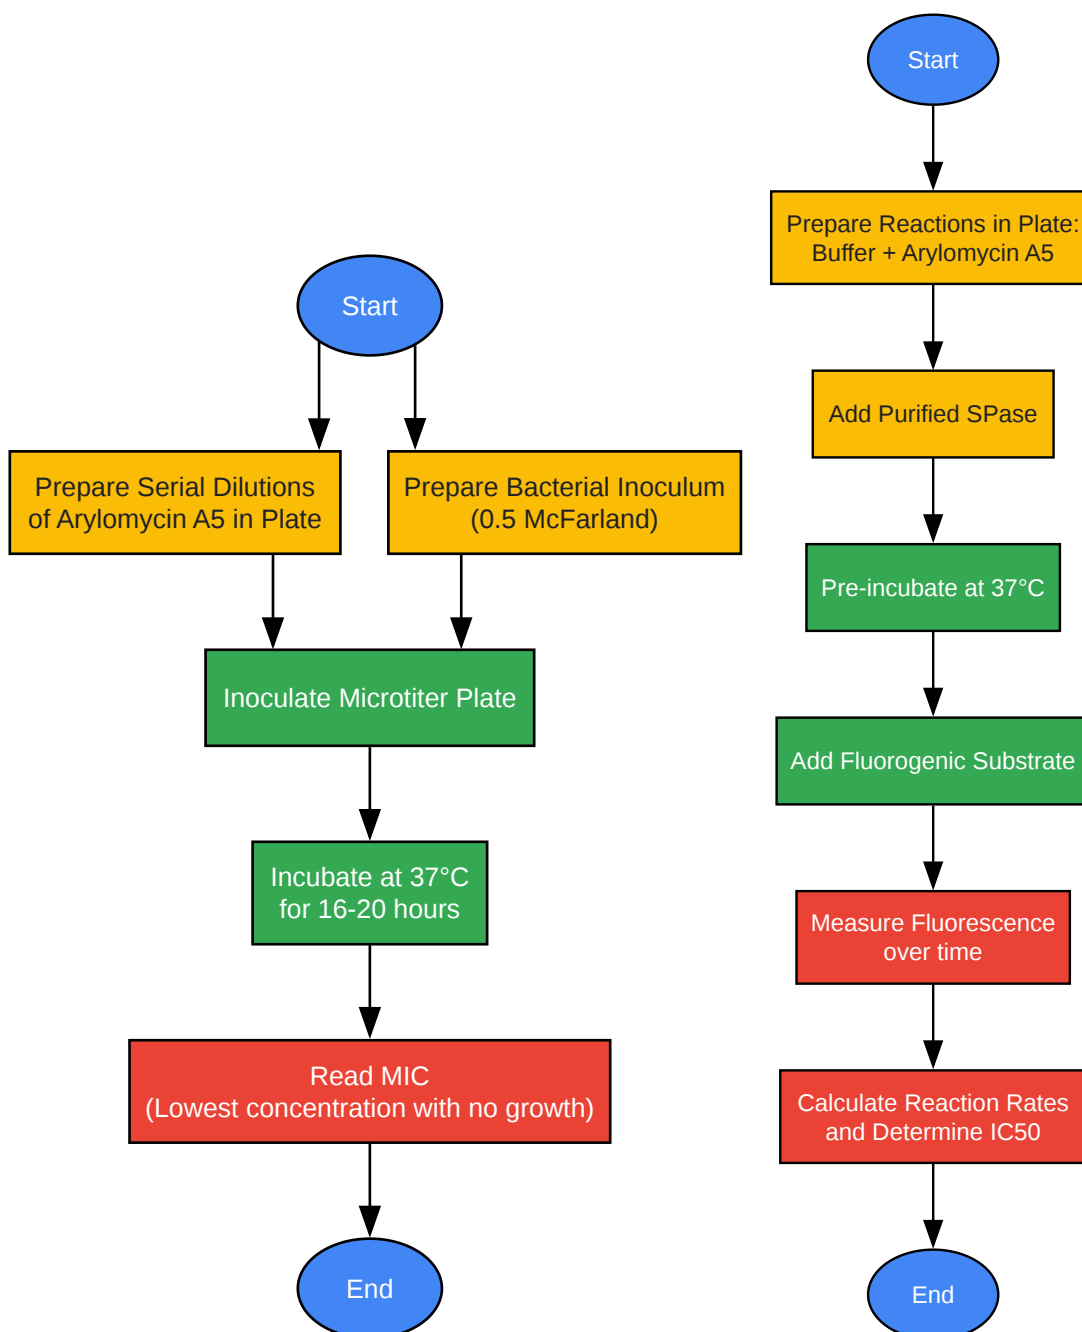 Start
Prepare Serial Dilutions
of Arylomycin A5 in Plate
Prepare Bacterial Inoculum
(0.5 McFarland)
Inoculate Microtiter Plate
Incubate at 37°C
for 16-20 hours
Read MIC
(Lowest concentration with no growth)
End
Start
Prepare Reactions in Plate:
Buffer + Arylomycin A5
Add Purified SPase
Pre-incubate at 37°C
Add Fluorogenic Substrate
Measure Fluorescence
over time
Calculate Reaction Rates
and Determine IC50
End